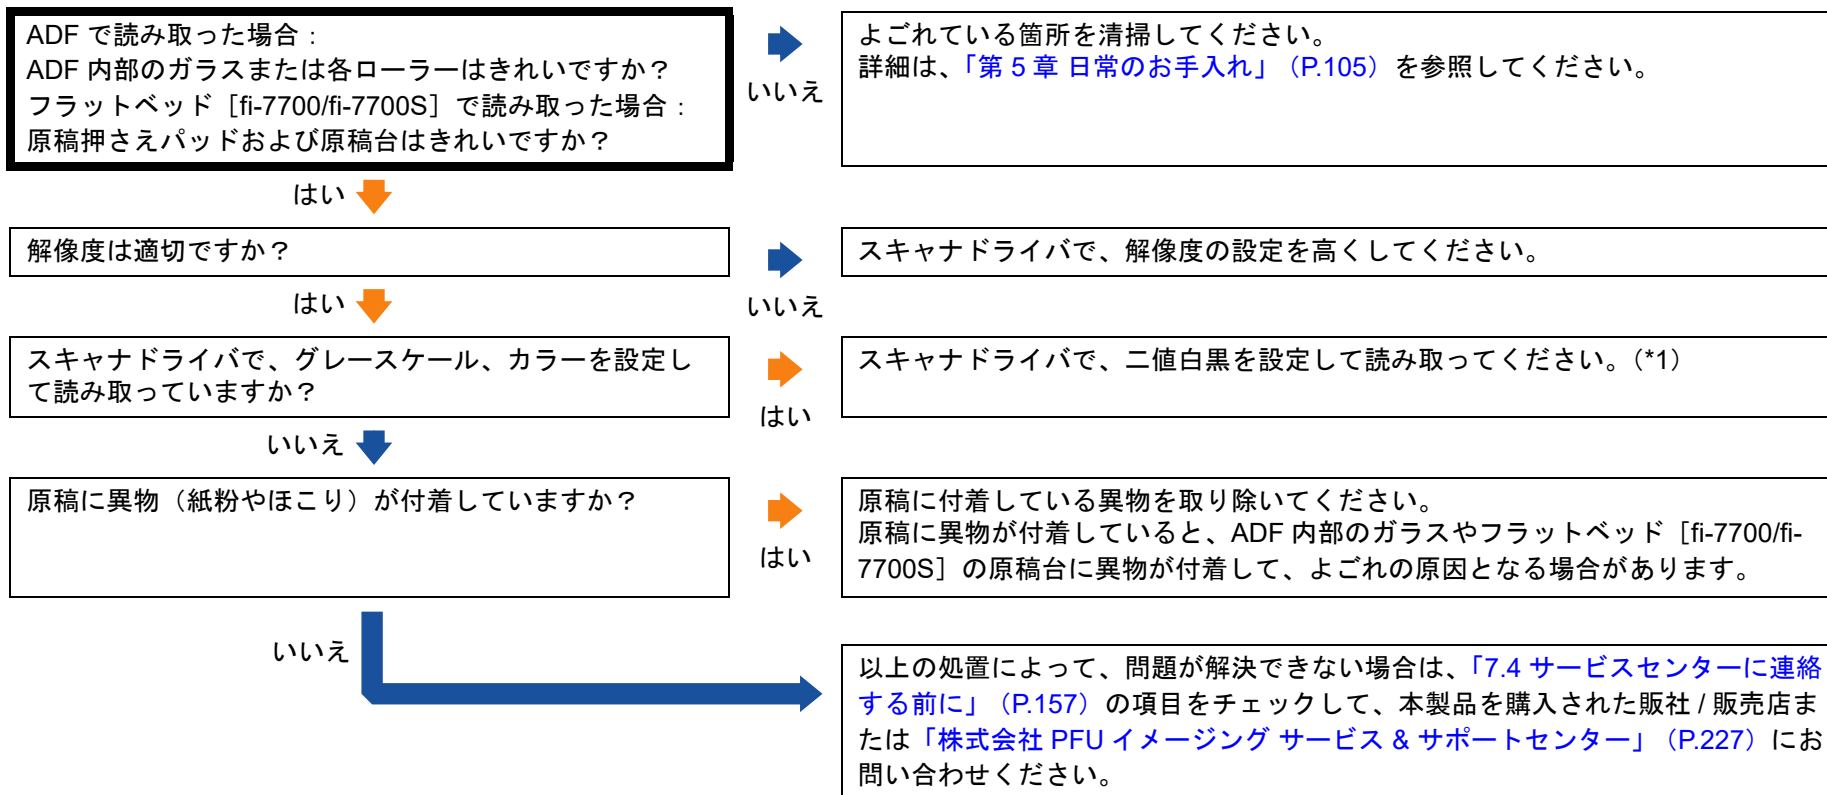 ADF で読み取った場合：
ADF 内部のガラスまたは各ローラーはきれいですか？
フラットベッド［fi-7700/fi-7700S］で読み取った場合：
原稿押さえパッドおよび原稿台はきれいですか？
いいえ
よごれている箇所を清掃してください。
詳細は、「第 5 章 日常のお手入れ」（P.105）を参照してください。
はい
解像度は適切ですか？
いいえ
スキャナドライバで、解像度の設定を高くしてください。
はい
スキャナドライバで、グレースケール、カラーを設定し
て読み取っていますか？
はい
スキャナドライバで、二値白黒を設定して読み取ってください。（*1）
いいえ
原稿に異物（紙粉やほこり）が付着していますか？
はい
原稿に付着している異物を取り除いてください。
原稿に異物が付着していると、ADF 内部のガラスやフラットベッド［fi-7700/fi-
7700S］の原稿台に異物が付着して、よごれの原因となる場合があります。
いいえ
以上の処置によって、問題が解決できない場合は、「7.4 サービスセンターに連絡
する前に」（P.157）の項目をチェックして、本製品を購入された販社 / 販売店ま
たは「株式会社 PFU イメージング サービス & サポートセンター」（P.227）にお
問い合わせください。